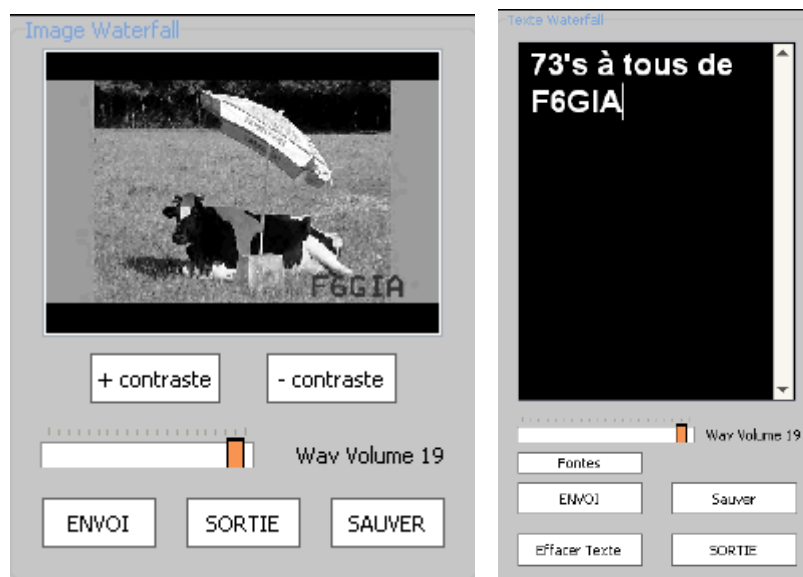 Image Waterfall
F6GIA
+ contraste
- contraste
Wav Volume 19
ENVOI
SORTIE
SAUVER
Texte Waterfall
73's à tous de
F6GIA
Wav Volume 19
Fontes
ENVOI
Sauver
Effacer Texte
SORTIE